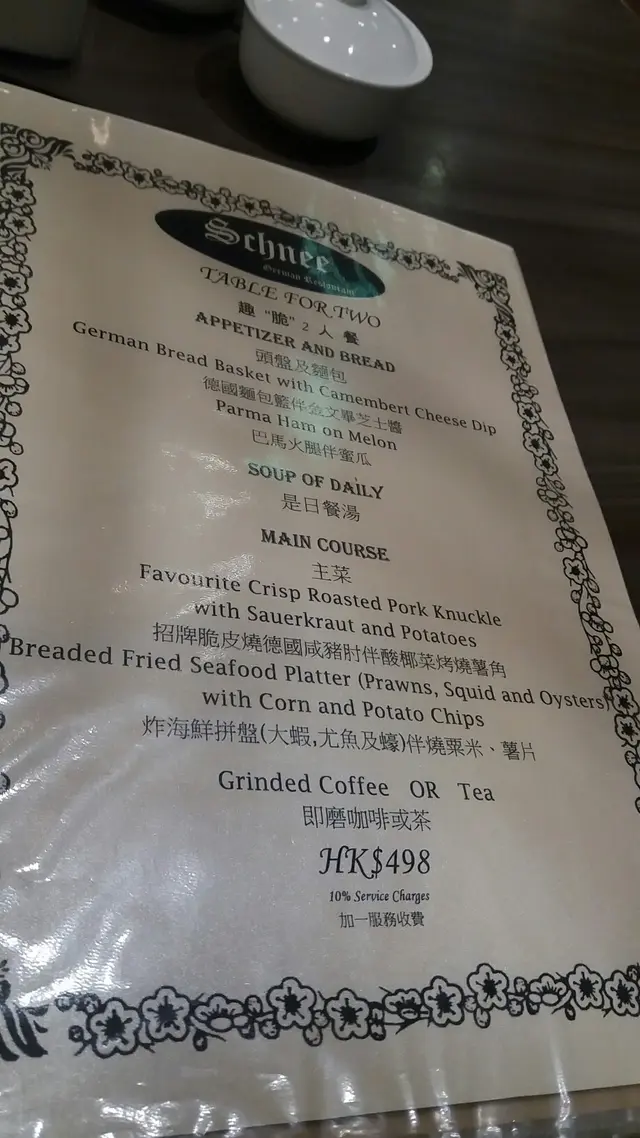 Schnee
German Restaurant
TABLE FOR TWO
趣 "脆" 2 人 餐
APPETIZER AND BREAD
頭盤及麵包
German Bread Basket with Camembert Cheese Dip
德國麵包籃伴金文畢芝士醬
Parma Ham on Melon
巴馬火腿伴蜜瓜
SOUP OF DAILY
是日餐湯
MAIN COURSE
主菜
Favourite Crisp Roasted Pork Knuckle
with Sauerkraut and Potatoes
招牌脆皮燒德國咸豬肘伴酸椰菜烤燒薯角
Breaded Fried Seafood Platter (Prawns, Squid and Oysters)
with Corn and Potato Chips
炸海鮮拼盤(大蝦,尤魚及蠔)伴燒粟米、薯片
Grinded Coffee OR Tea
即磨咖啡或茶
HK$498
10% Service Charges
加一服務收費